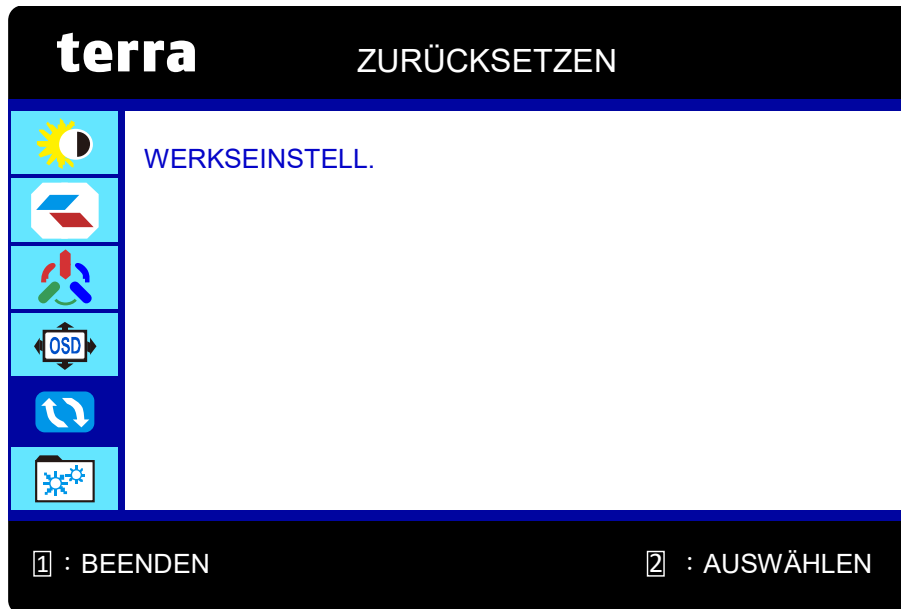 terra ZURÜCKSETZEN
WERKSEINSTELL.
OSD
1 : BEENDEN 2 : AUSWÄHLEN